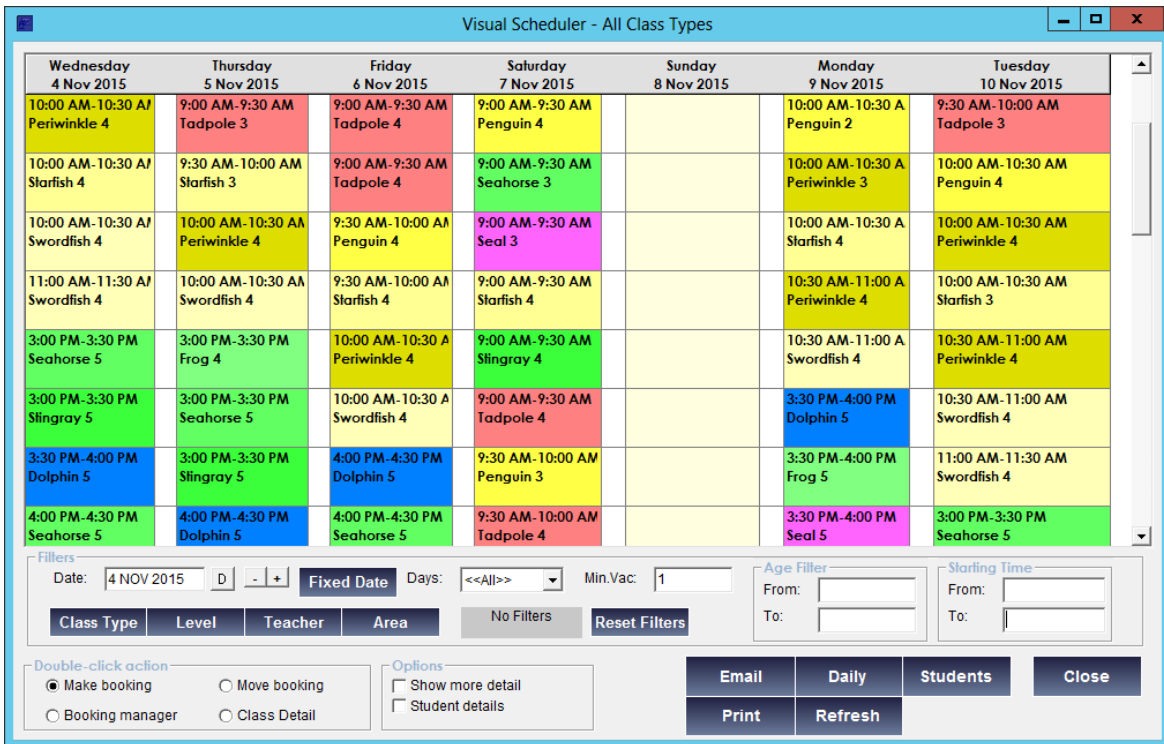 Visual Scheduler - All Class Types
Wednesday Thursday Friday Saturday Sunday Monday Tuesday
4 Nov 2015 5 Nov 2015 6 Nov 2015 7 Nov 2015 8 Nov 2015 9 Nov 2015 10 Nov 2015
10:00 AM-10:30 A 9:00 AM-9:30 AM 9:00 AM-9:30 AM 9:00 AM-9:30 AM 10:00 AM-10:30 A 9:30 AM-10:00 AM
Periwinkle 4 Tadpole 3 Tadpole 4 Penguin 4 Penguin 2 Tadpole 3
10:00 AM-10:30 A 9:30 AM-10:00 AM 9:00 AM-9:30 AM 9:00 AM-9:30 AM 10:00 AM-10:30 A 10:00 AM-10:30 AM
Starfish 4 Starfish 3 Tadpole 4 Seahorse 3 Periwinkle 3 Penguin 4
10:00 AM-10:30 A 10:00 AM-10:30 AM 9:30 AM-10:00 AM 9:00 AM-9:30 AM 10:00 AM-10:30 A 10:00 AM-10:30 AM
Swordfish 4 Periwinkle 4 Penguin 4 Seal 3 Starfish 4 Periwinkle 4
11:00 AM-11:30 A 10:00 AM-10:30 AM 9:30 AM-10:00 AM 9:00 AM-9:30 AM 10:30 AM-11:00 A 10:00 AM-10:30 AM
Swordfish 4 Swordfish 4 Starfish 4 Starfish 4 Periwinkle 4 Starfish 3
3:00 PM-3:30 PM 3:00 PM-3:30 PM 10:00 AM-10:30 A 9:00 AM-9:30 AM 10:30 AM-11:00 A 10:30 AM-11:00 AM
Seahorse 5 Frog 4 Periwinkle 4 Stingray 4 Swordfish 4 Periwinkle 4
3:00 PM-3:30 PM 3:00 PM-3:30 PM 10:00 AM-10:30 A 9:00 AM-9:30 AM 3:30 PM-4:00 PM 10:30 AM-11:00 AM
Stingray 5 Seahorse 5 Swordfish 4 Tadpole 4 Dolphin 5 Swordfish 4
3:30 PM-4:00 PM 3:00 PM-3:30 PM 4:00 PM-4:30 PM 9:30 AM-10:00 AM 3:30 PM-4:00 PM 11:00 AM-11:30 AM
Dolphin 5 Stingray 5 Dolphin 5 Penguin 3 Frog 5 Swordfish 4
4:00 PM-4:30 PM 4:00 PM-4:30 PM 4:00 PM-4:30 PM 9:30 AM-10:00 AM 3:30 PM-4:00 PM 3:00 PM-3:30 PM
Seahorse 5 Dolphin 5 Seahorse 5 Tadpole 4 Seal 5 Seahorse 5
Filters
Date: 4 NOV 2015 D - + Fixed Date Days: <<All>> Min.Vac: 1
Class Type Level Teacher Area No Filters Reset Filters
Age Filter
From:
To:
Starting Time
From:
To:
Double-click action
Make booking Move booking
Booking manager Class Detail
Options
Show more detail
Student details
Email Daily Students Close
Print Refresh